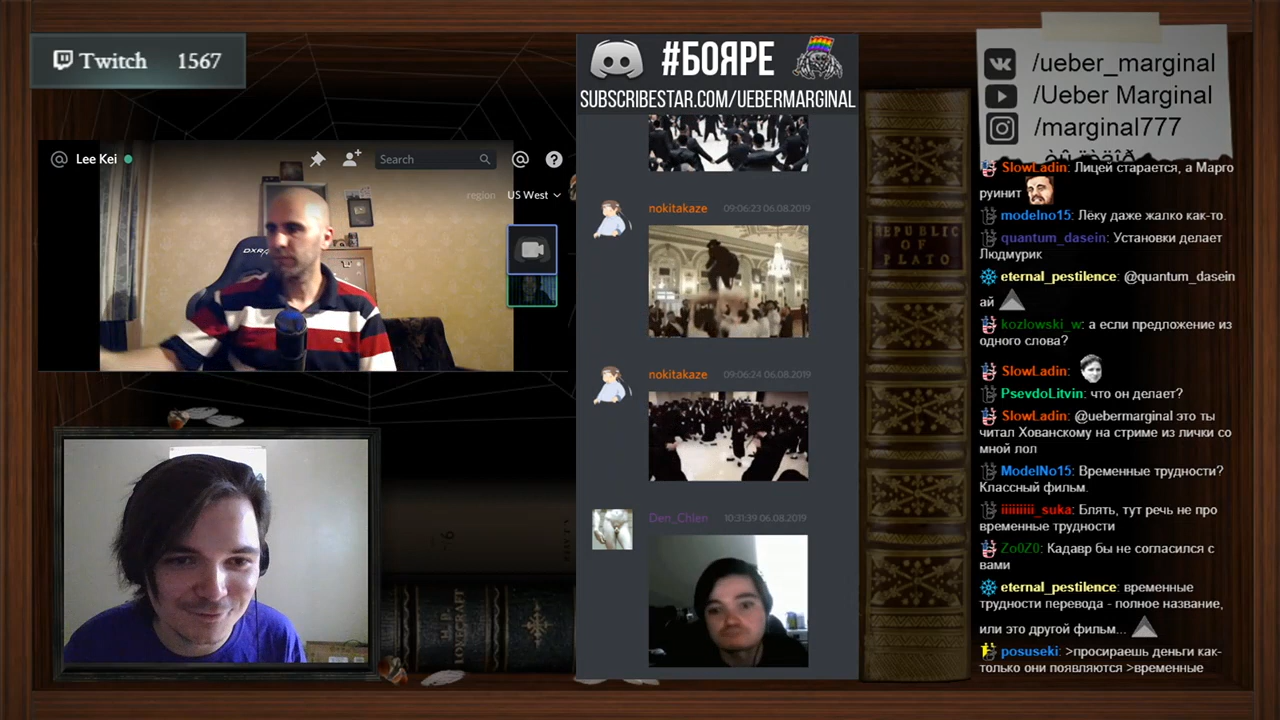 Twitch 1567
Lee Kei
Search
region US West
DXRA
#БОЯРЕ
SUBSCRIBESTAR.COM/UEBERMARGINAL
nokitakaze 09:06:23 06.08.2019
nokitakaze 09:06:24 06.08.2019
Den_Chlen 10:31:39 06.08.2019
REPUBLIC
OF
PLATO
H.P.
LOVECRAFT
/ueber_marginal
/Ueber Marginal
/marginal777
SlowLadin: Лицей старается, а Марго
руинит
modelno15: Лёку даже жалко как-то.
quantum_dasein: Установки делает
Людмурик
eternal_pestilence: @quantum_dasein
ай
kozlowski_w: а если предложение из
одного слова?
SlowLadin:
PsevdoLitvin: что он делает?
SlowLadin: @uebermarginal это ты
читал Хованскому на стриме из лички со
мной лол
ModelNo15: Временные трудности?
Классный фильм.
iiiiiiiii_suka: Блять, тут речь не про
временные трудности
Zo0Z0: Кадавр бы не согласился с
вами
eternal_pestilence: временные
трудности перевода - полное название,
или это другой фильм...
posuseki: >просираешь деньги как-
только они появляются >временные